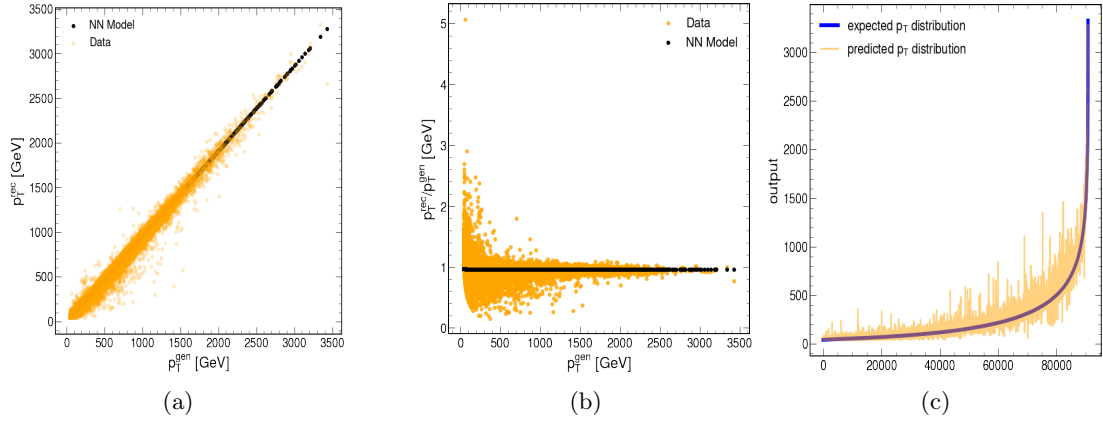 NN Model
Data
3500
3000
2500
2000
1500
1000
500
0
p_T^rec [GeV]
0 500 1000 1500 2000 2500 3000 3500
p_T^gen [GeV]
(a)
Data
NN Model
5
4
3
2
1
0
p_T^rec/p_T^gen [GeV]
0 500 1000 1500 2000 2500 3000 3500
p_T^gen [GeV]
(b)
expected p_T distribution
predicted p_T distribution
3000
2500
2000
1500
1000
500
0
output
0 20000 40000 60000 80000
(c)